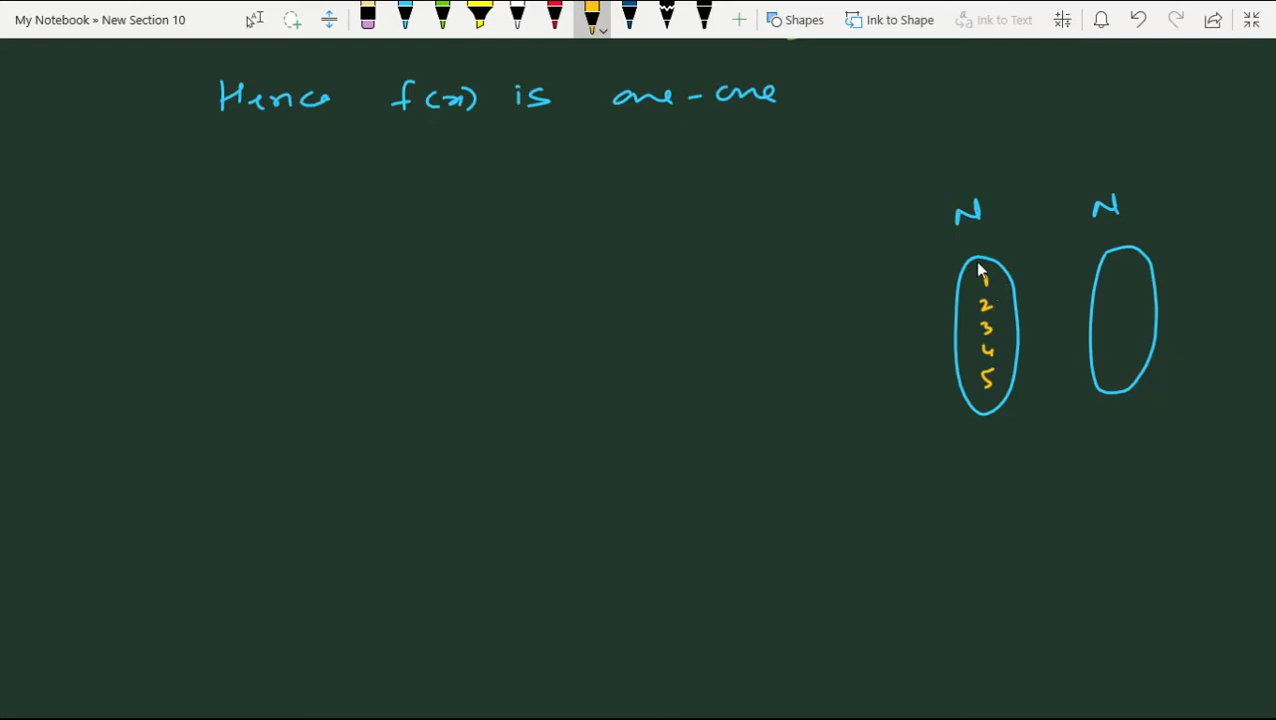 My Notebook » New Section 10
Shapes
Ink to Shape
Ink to Text
Hence f(x) is one-one
N N
1
2
3
4
5